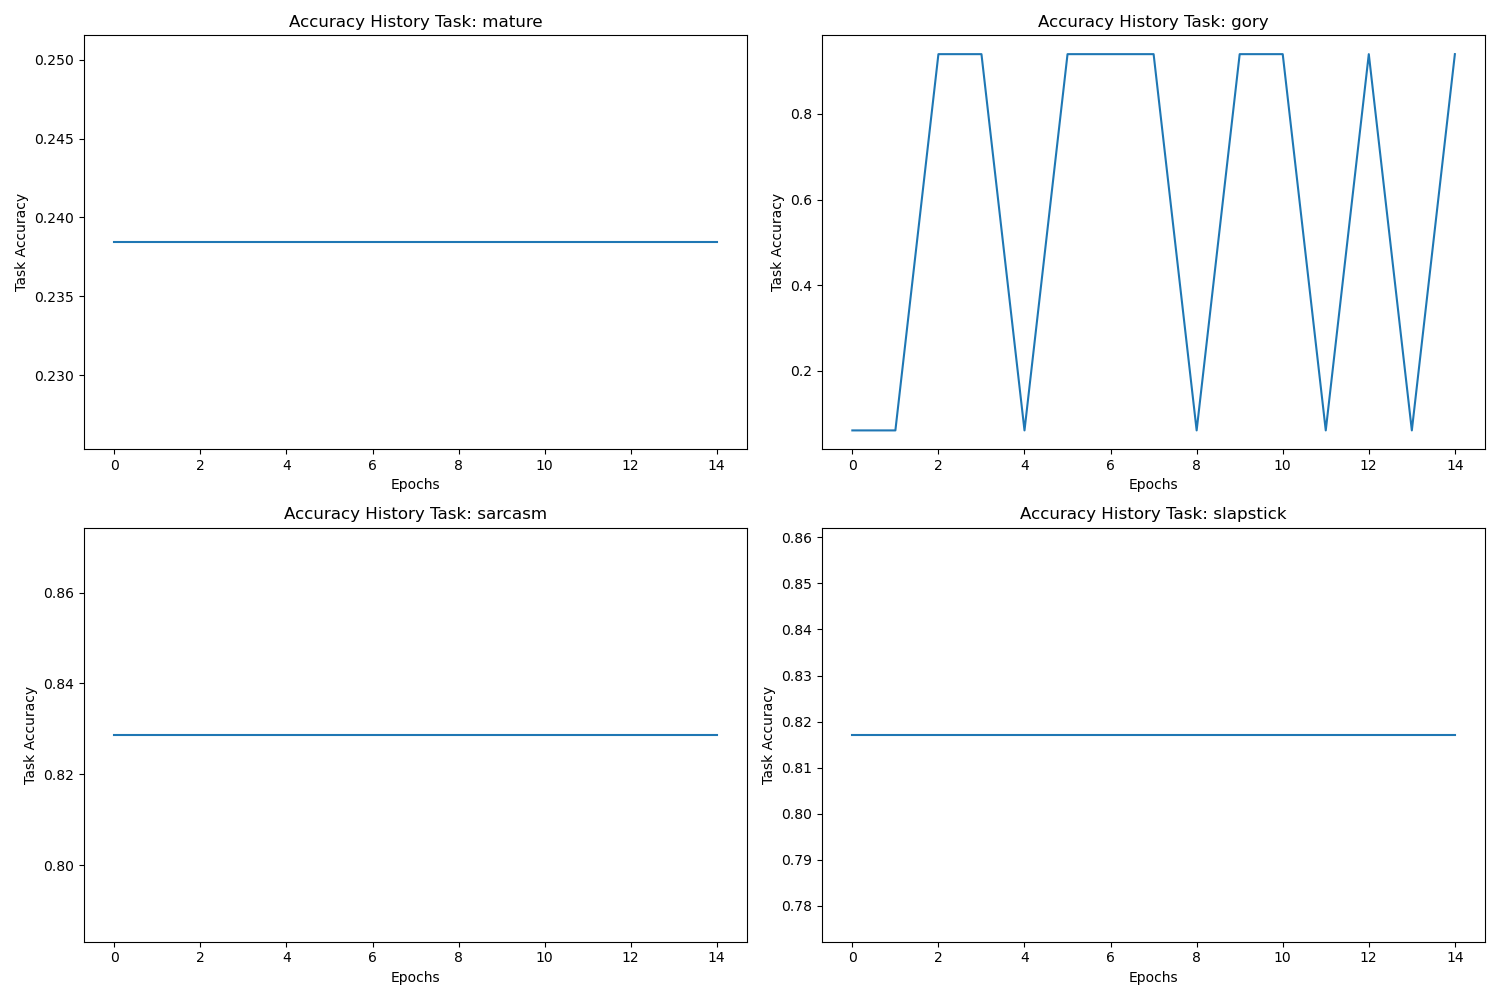 Accuracy History Task: mature
Task Accuracy
0.250
0.245
0.240
0.235
0.230
0 2 4 6 8 10 12 14
Epochs
Accuracy History Task: gory
Task Accuracy
0.8
0.6
0.4
0.2
0 2 4 6 8 10 12 14
Epochs
Accuracy History Task: sarcasm
Task Accuracy
0.86
0.84
0.82
0.80
0 2 4 6 8 10 12 14
Epochs
Accuracy History Task: slapstick
Task Accuracy
0.86
0.85
0.84
0.83
0.82
0.81
0.80
0.79
0.78
0 2 4 6 8 10 12 14
Epochs